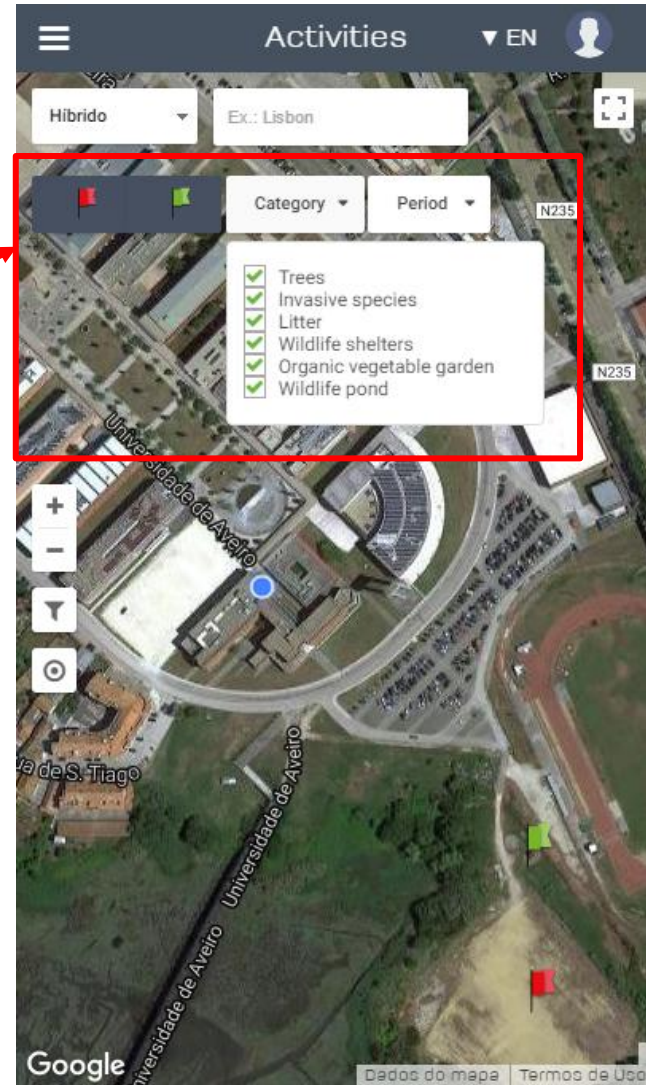 Activities
▼ EN
Híbrido
Ex.: Lisbon
Category
Period
N235
Trees
Invasive species
Litter
Wildlife shelters
Organic vegetable garden
Wildlife pond
N235
Universidade de Aveiro
+
−
Universidade de Aveiro
ua de S. Tiago
Universidade de Aveiro
Google
Dados do mapa
Termos de Uso